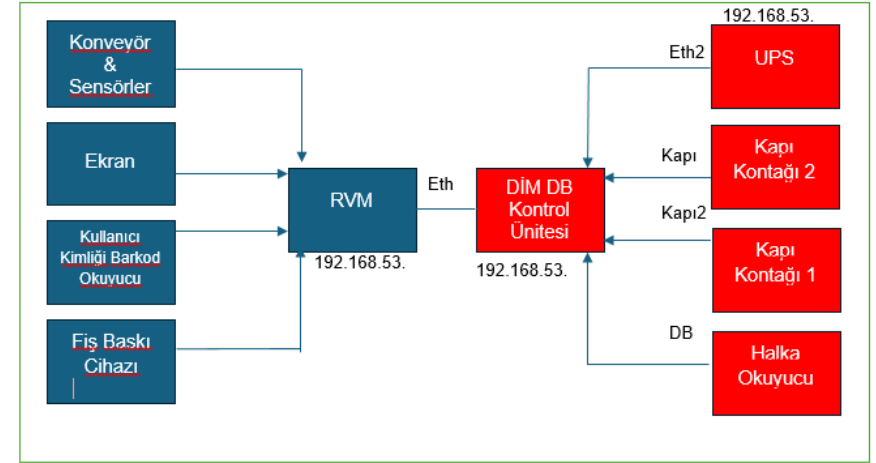 192.168.53.
Konveyör
&
Sensörler
Eth2
UPS
Ekran
Kapı
Kapı
Kontağı 2
RVM
Eth
DİM DB
Kontrol
Ünitesi
Kapı2
Kullanıcı
Kimliği Barkod
Okuyucu
192.168.53.
192.168.53.
Kapı
Kontağı 1
Fiş Baskı
Cihazı
DB
Halka
Okuyucu